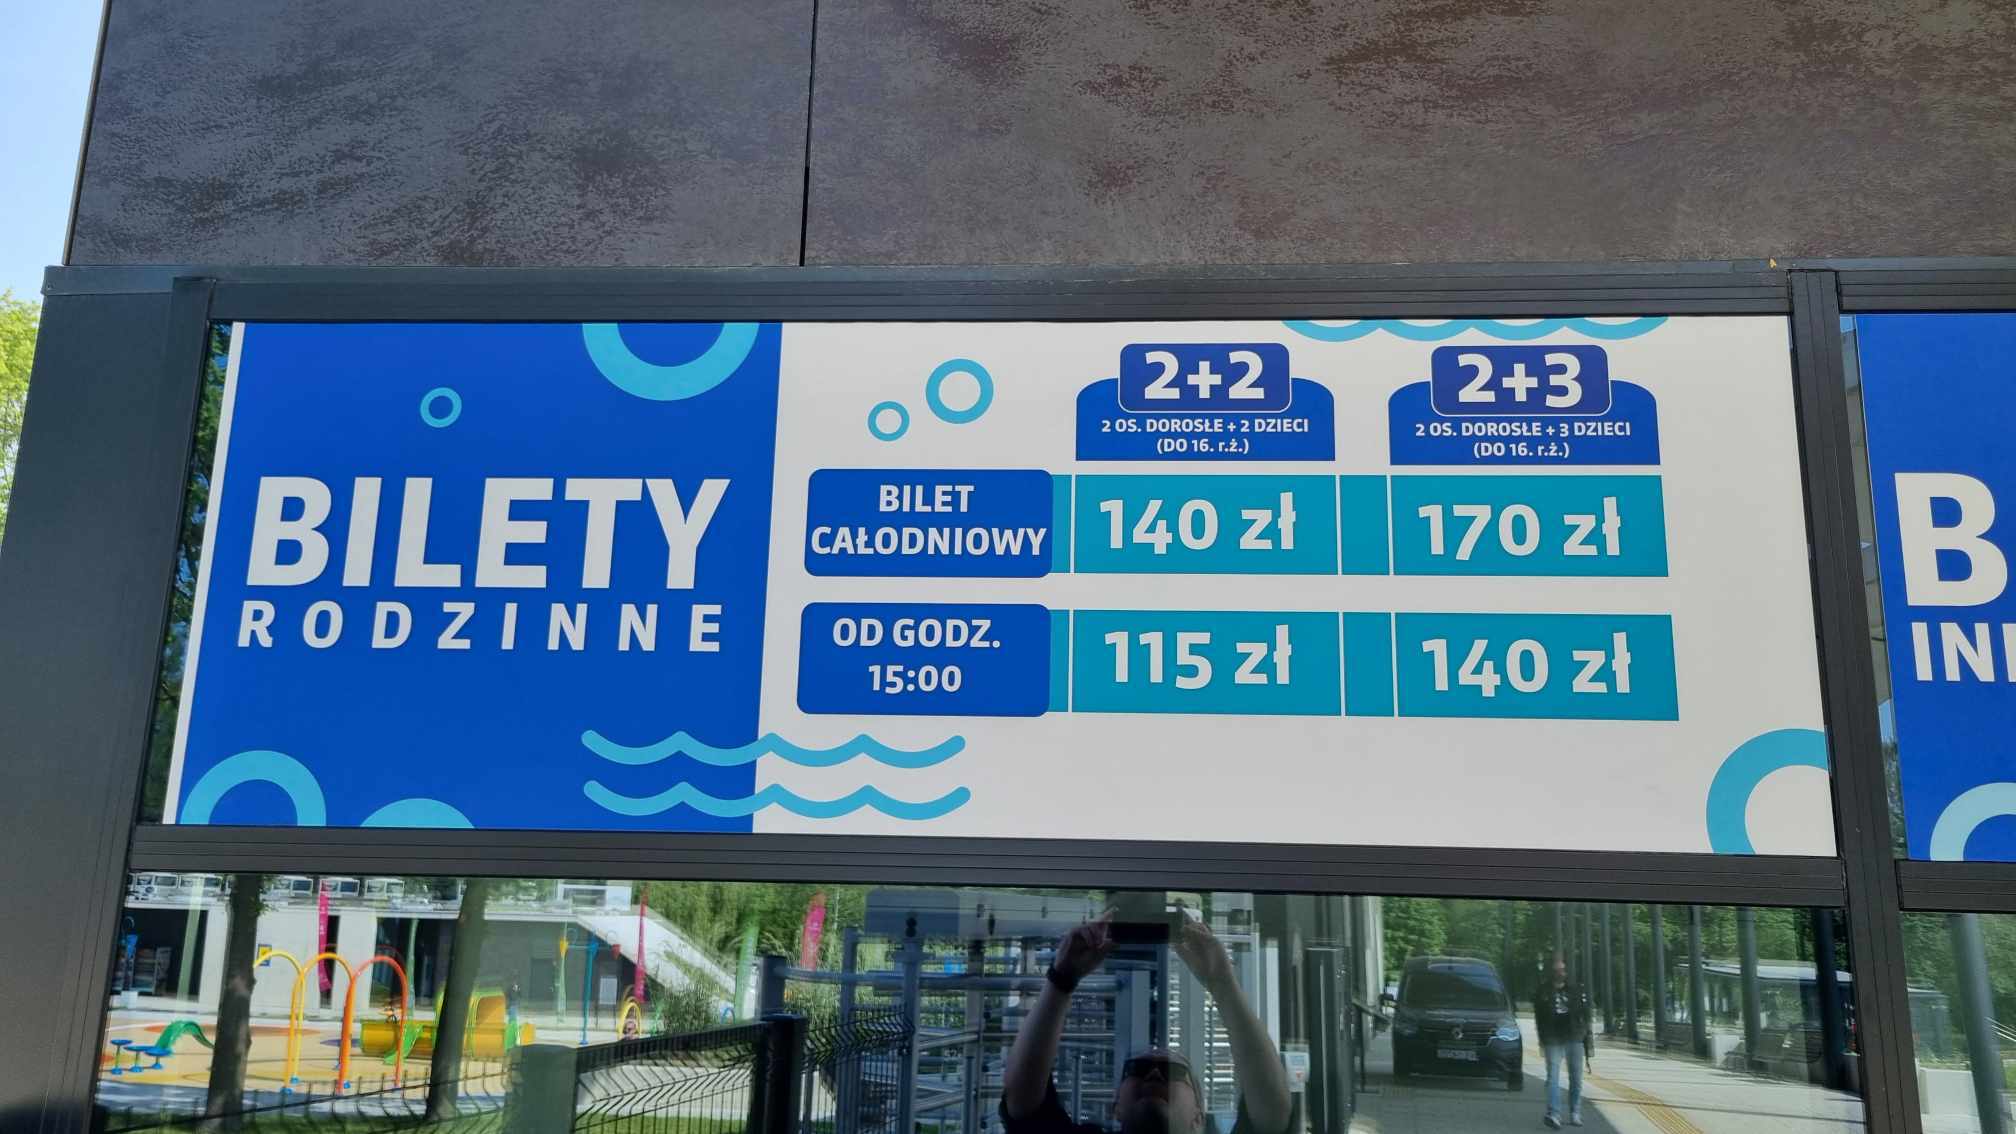 BILETY
RODZINNE
2+2
2 OS. DOROSŁE + 2 DZIECI
(DO 16. r.ż.)
2+3
2 OS. DOROSŁE + 3 DZIECI
(DO 16. r.ż.)
BILET
CAŁODNIOWY
140 zł
170 zł
OD GODZ.
15:00
115 zł
140 zł